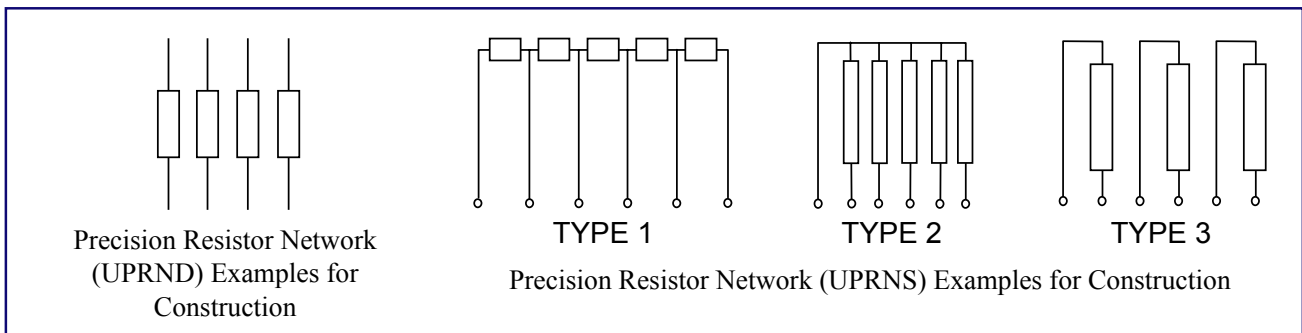 Precision Resistor Network
(UPRND) Examples for
Construction
TYPE 1
TYPE 2
TYPE 3
Precision Resistor Network (UPRNS) Examples for Construction